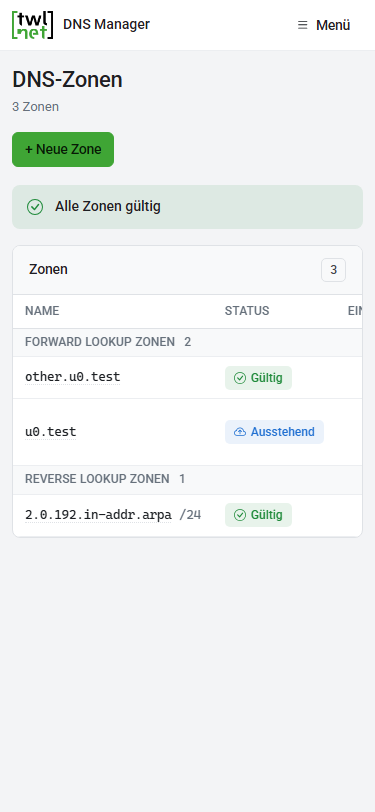 twl
net
DNS Manager
Menü
DNS-Zonen
3 Zonen
+ Neue Zone
Alle Zonen gültig
Zonen 3
NAME STATUS EIN
FORWARD LOOKUP ZONEN 2
other.u0.test Gültig
u0.test Ausstehend
REVERSE LOOKUP ZONEN 1
2.0.192.in-addr.arpa /24 Gültig